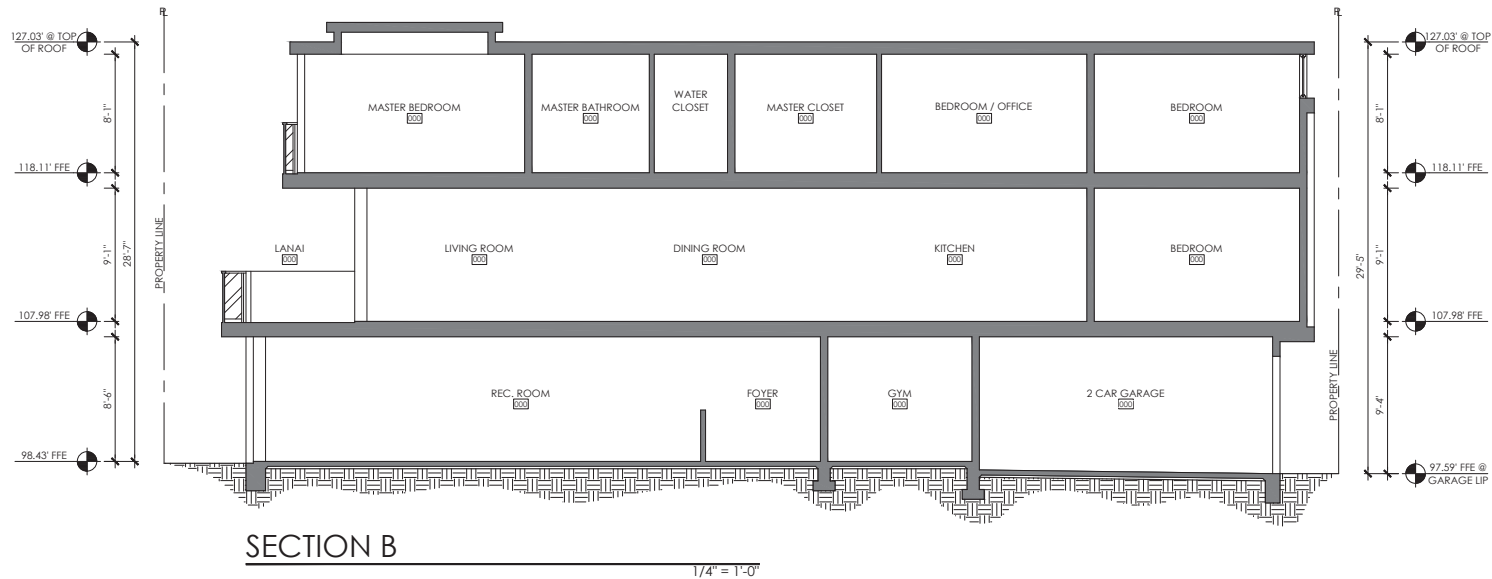 PL
PL
127.03' @ TOP
OF ROOF
127.03' @ TOP
OF ROOF
WATER
CLOSET
MASTER BEDROOM
000
MASTER BATHROOM
000
MASTER CLOSET
000
BEDROOM / OFFICE
000
BEDROOM
000
8'-1"
8'-1"
118.11' FFE
118.11' FFE
PROPERTY LINE
9'-1"
28'-7"
LANAI
000
LIVING ROOM
000
DINING ROOM
000
KITCHEN
000
BEDROOM
000
29'-5"
9'-1"
107.98' FFE
107.98' FFE
8'-6"
REC. ROOM
000
FOYER
000
GYM
000
2 CAR GARAGE
000
PROPERTY LINE
9'-4"
98.43' FFE
97.59' FFE @
GARAGE LIP
SECTION B
1/4" = 1'-0"